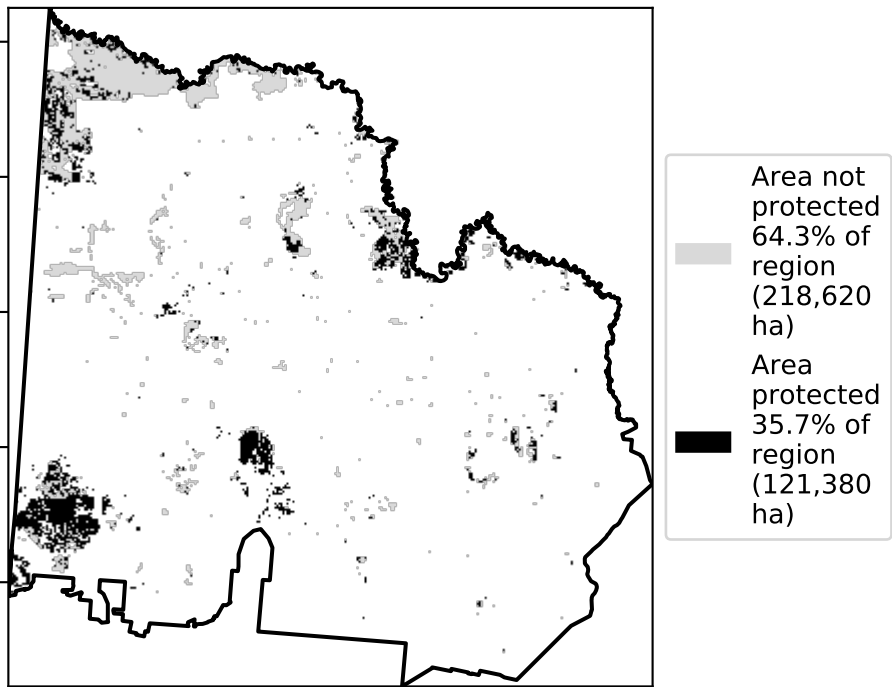 Area not
protected
64.3% of
region
(218,620
ha)
Area
protected
35.7% of
region
(121,380
ha)